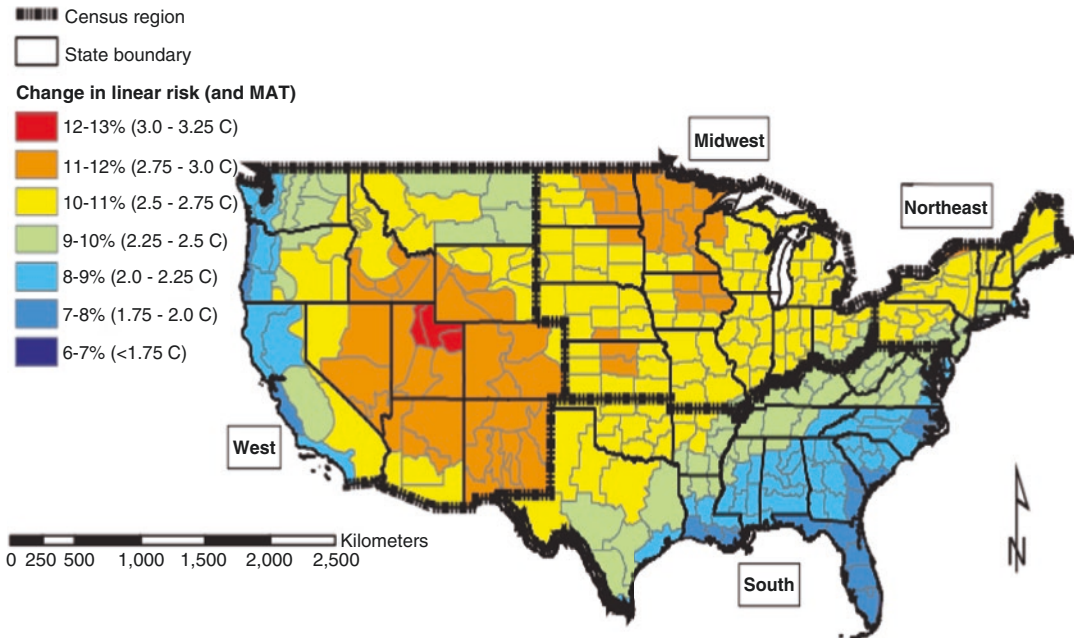 Census region
State boundary
Change in linear risk (and MAT)
12-13% (3.0 - 3.25 C)
11-12% (2.75 - 3.0 C)
10-11% (2.5 - 2.75 C)
9-10% (2.25 - 2.5 C)
8-9% (2.0 - 2.25 C)
7-8% (1.75 - 2.0 C)
6-7% (<1.75 C)
Midwest
Northeast
West
South
Kilometers
0 250 500 1,000 1,500 2,000 2,500
N